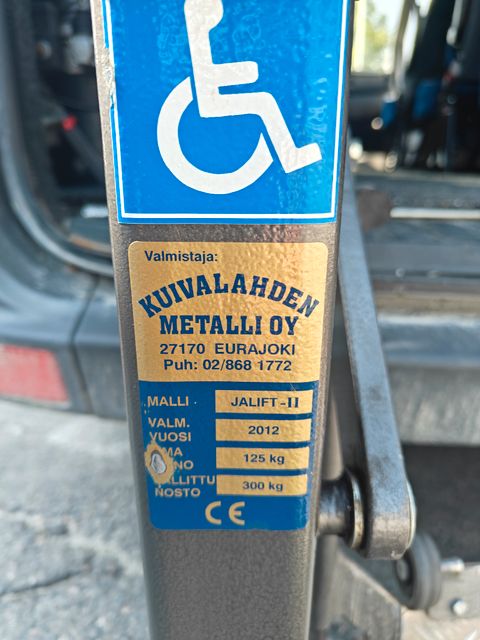 Valmistaja:
KUIVALAHDEN
METALLI OY
27170 EURAJOKI
Puh: 02/868 1772
MALLI JALIFT-II
VALM. VUOSI 2012
125 kg
NOSTO 300 kg
CE